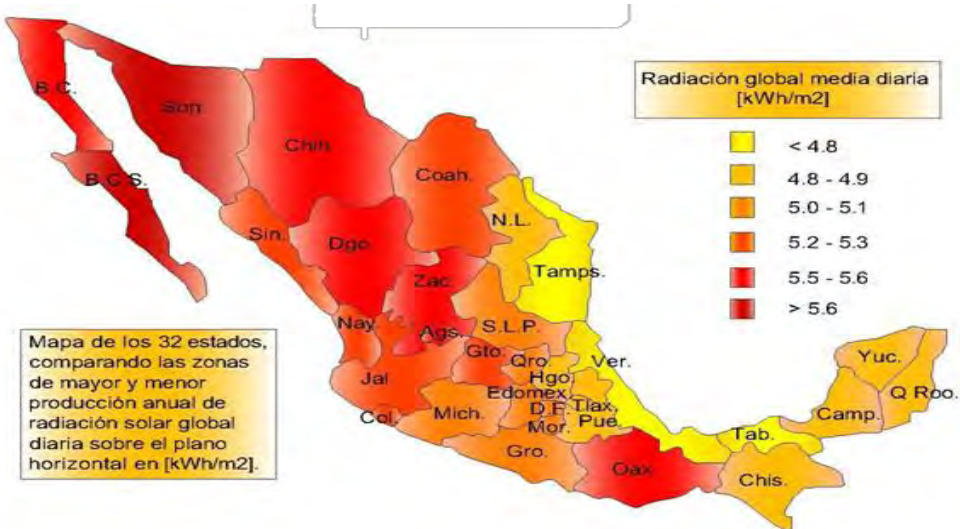 Radiación global media diaria
[kWh/m2]
< 4.8
4.8 - 4.9
5.0 - 5.1
5.2 - 5.3
5.5 - 5.6
> 5.6
B.C.
Son.
Chih.
B.C.S.
Coah.
Sin.
Dgo.
N.L.
Tamps.
Zac.
Nay.
Ags.
S.L.P.
Jal.
Gto.
Qro.
Hgo.
Ver.
Edomex.
Col.
Mich.
D.F.
Tlax.
Mor.
Pue.
Gro.
Oax.
Tab.
Chis.
Camp.
Yuc.
Q Roo.
Mapa de los 32 estados,
comparando las zonas
de mayor y menor
producción anual de
radiación solar global
diaria sobre el plano
horizontal en [kWh/m2].